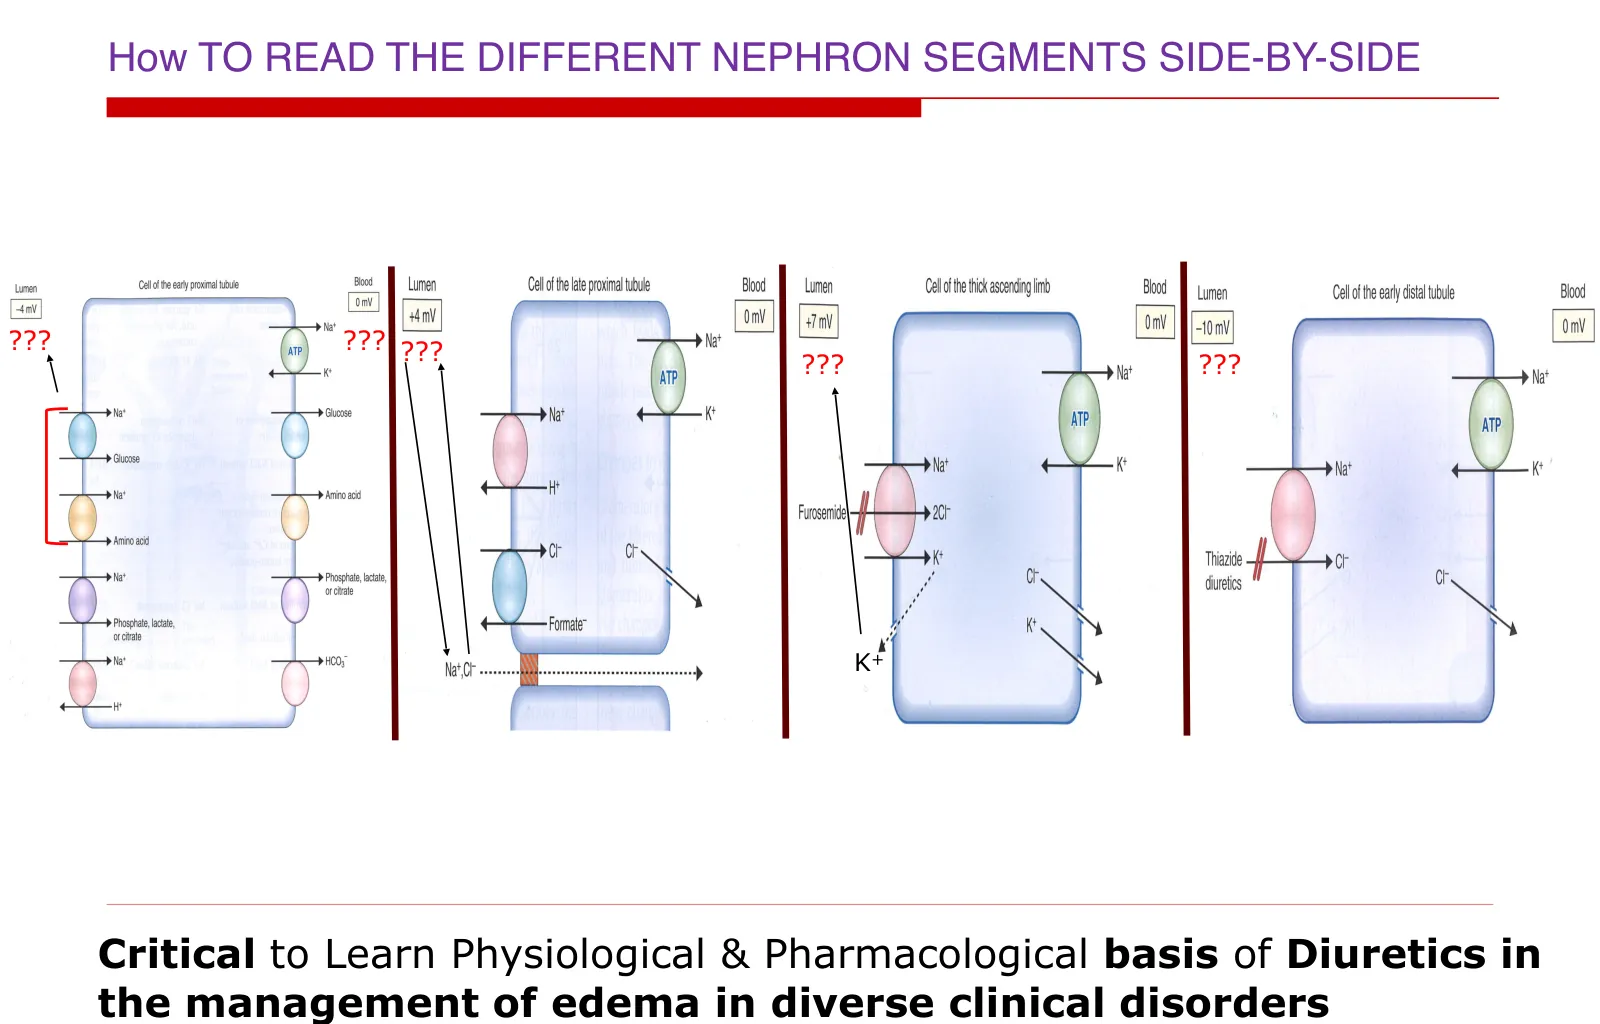 How TO READ THE DIFFERENT NEPHRON SEGMENTS SIDE-BY-SIDE
Lumen
–4 mV
???
Cell of the early proximal tubule
Blood
0 mV
???
Na⁺
ATP
K⁺
Na⁺
Glucose
Glucose
Na⁺
Amino acid
Amino acid
Na⁺
Phosphate, lactate,
or citrate
Phosphate, lactate,
or citrate
Na⁺
HCO₃⁻
H⁺
Lumen
+4 mV
???
Cell of the late proximal tubule
Blood
0 mV
Na⁺
ATP
K⁺
Na⁺
H⁺
Cl⁻
Cl⁻
Formate⁻
Na⁺,Cl⁻
Lumen
+7 mV
???
Cell of the thick ascending limb
Blood
0 mV
Na⁺
ATP
K⁺
Na⁺
Furosemide
2Cl⁻
K⁺
Cl⁻
K⁺
K+
Lumen
–10 mV
???
Cell of the early distal tubule
Blood
0 mV
Na⁺
ATP
K⁺
Na⁺
Thiazide
diuretics
Cl⁻
Cl⁻
Critical to Learn Physiological & Pharmacological basis of Diuretics in
the management of edema in diverse clinical disorders